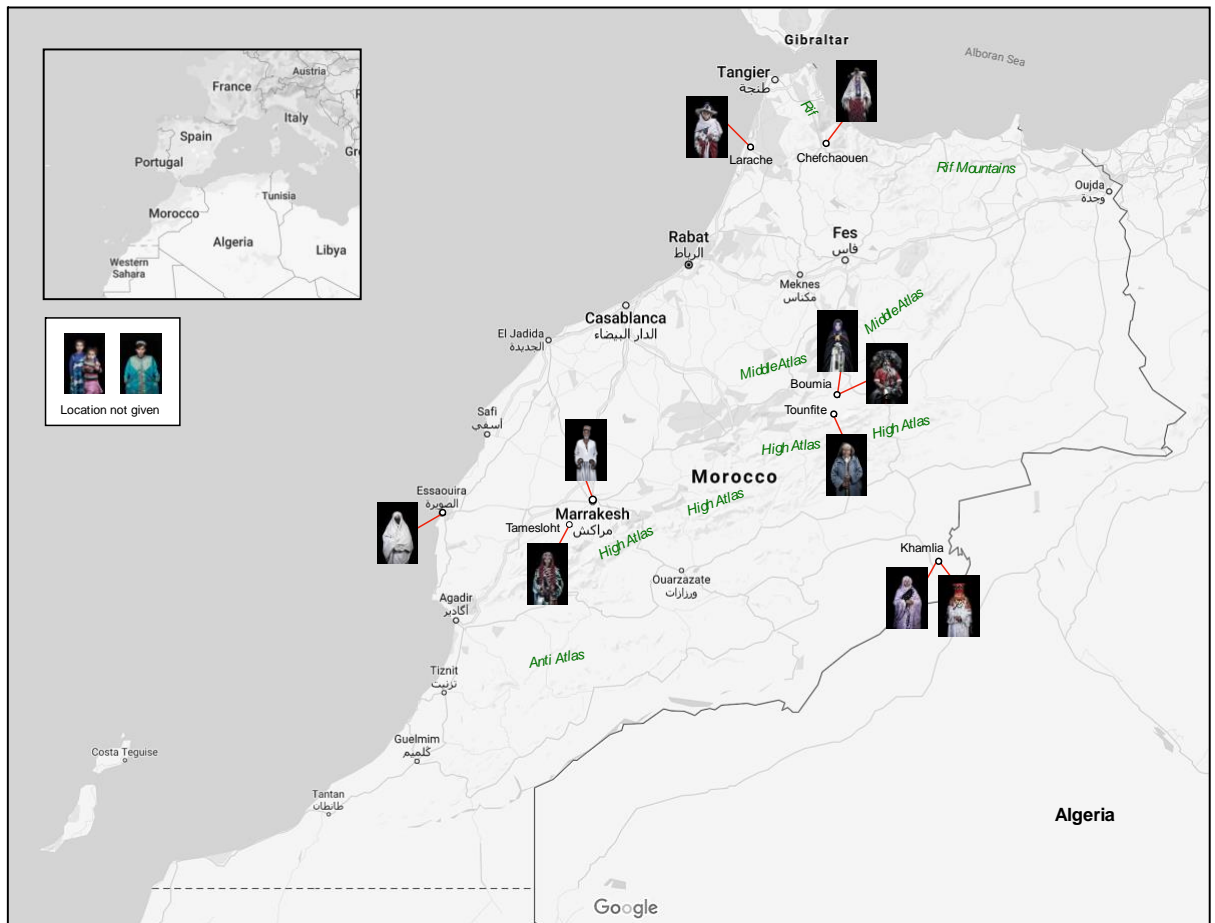 Gibraltar
Alboran Sea
Tangier
طنجة
Rif
Larache
Chefchaouen
Rif Mountains
Oujda
وجدة
Austria
France
Italy
Spain
Portugal
Gre
Tunisia
Morocco
Algeria
Libya
Western
Sahara
Rabat
الرباط
Fes
فاس
Meknes
مكناس
Casablanca
الدار البيضاء
El Jadida
الجديدة
Middle Atlas
Middle Atlas
Boumia
Tounfite
Location not given
Safi
اسفي
High Atlas
High Atlas
Morocco
Essaouira
الصويرة
High Atlas
Marrakesh
مراكش
Tamesloht
High Atlas
Khamlia
Ouarzazate
ورزازات
Agadir
أكادير
Anti Atlas
Tiznit
تزنيت
Guelmim
كلميم
Costa Teguise
Tantan
طانطان
Algeria
Google